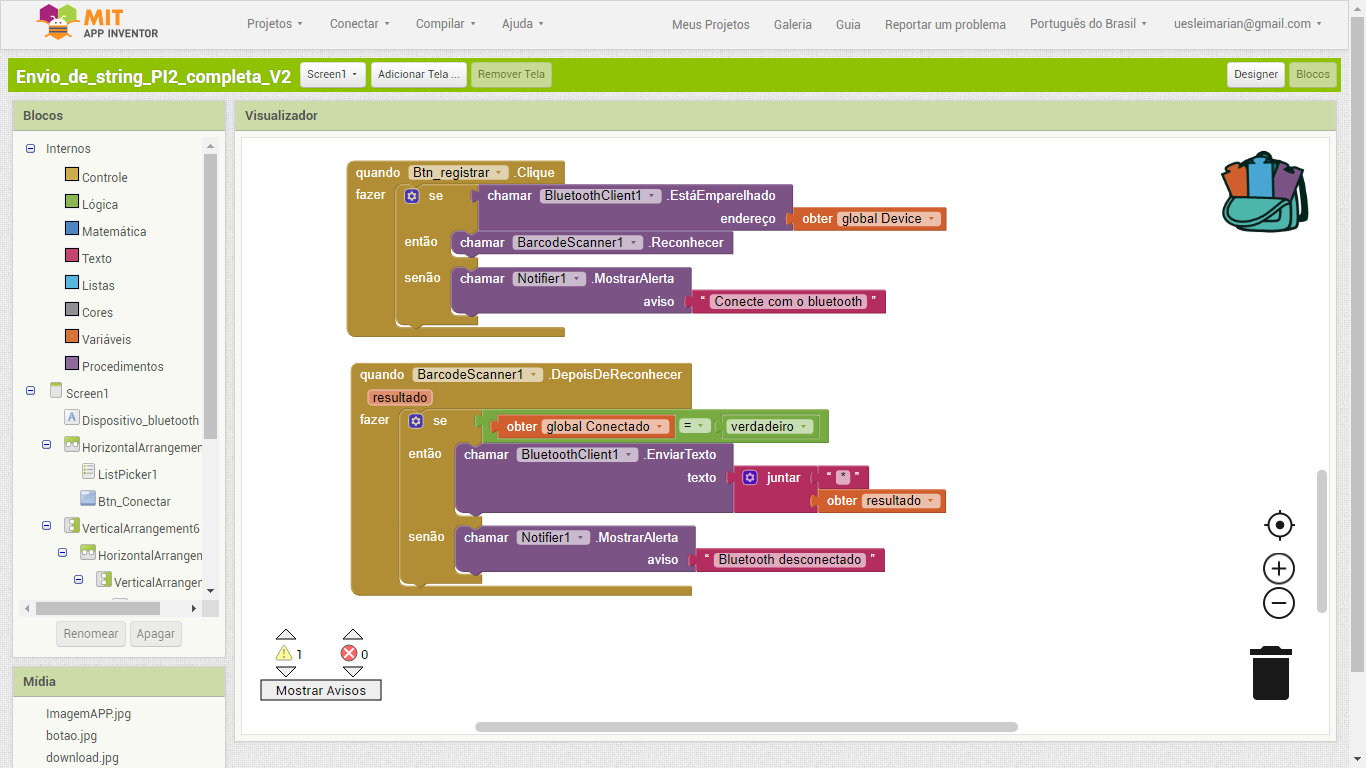 MIT
APP INVENTOR
Projetos
Conectar
Compilar
Ajuda
Meus Projetos
Galeria
Guia
Reportar um problema
Português do Brasil
uesleimarian@gmail.com
Envio_de_string_PI2_completa_V2
Screen1
Adicionar Tela ...
Remover Tela
Designer
Blocos
Blocos
Internos
Controle
Lógica
Matemática
Texto
Listas
Cores
Variáveis
Procedimentos
Screen1
Dispositivo_bluetooth
HorizontalArrangemen
ListPicker1
Btn_Conectar
VerticalArrangement6
HorizontalArrangen
VerticalArranger
Renomear
Apagar
Mídia
ImagemAPP.jpg
botao.jpg
download.jpg
Visualizador
quando Btn_registrar .Clique
fazer se chamar BluetoothClient1 .EstáEmparelhado
endereço obter global Device
então chamar BarcodeScanner1 .Reconhecer
senão chamar Notifier1 .MostrarAlerta
aviso “ Conecte com o bluetooth ”
quando BarcodeScanner1 .DepoisDeReconhecer
resultado
fazer se obter global Conectado = verdadeiro
então chamar BluetoothClient1 .EnviarTexto
texto juntar “ * ”
obter resultado
senão chamar Notifier1 .MostrarAlerta
aviso “ Bluetooth desconectado ”
1
0
Mostrar Avisos